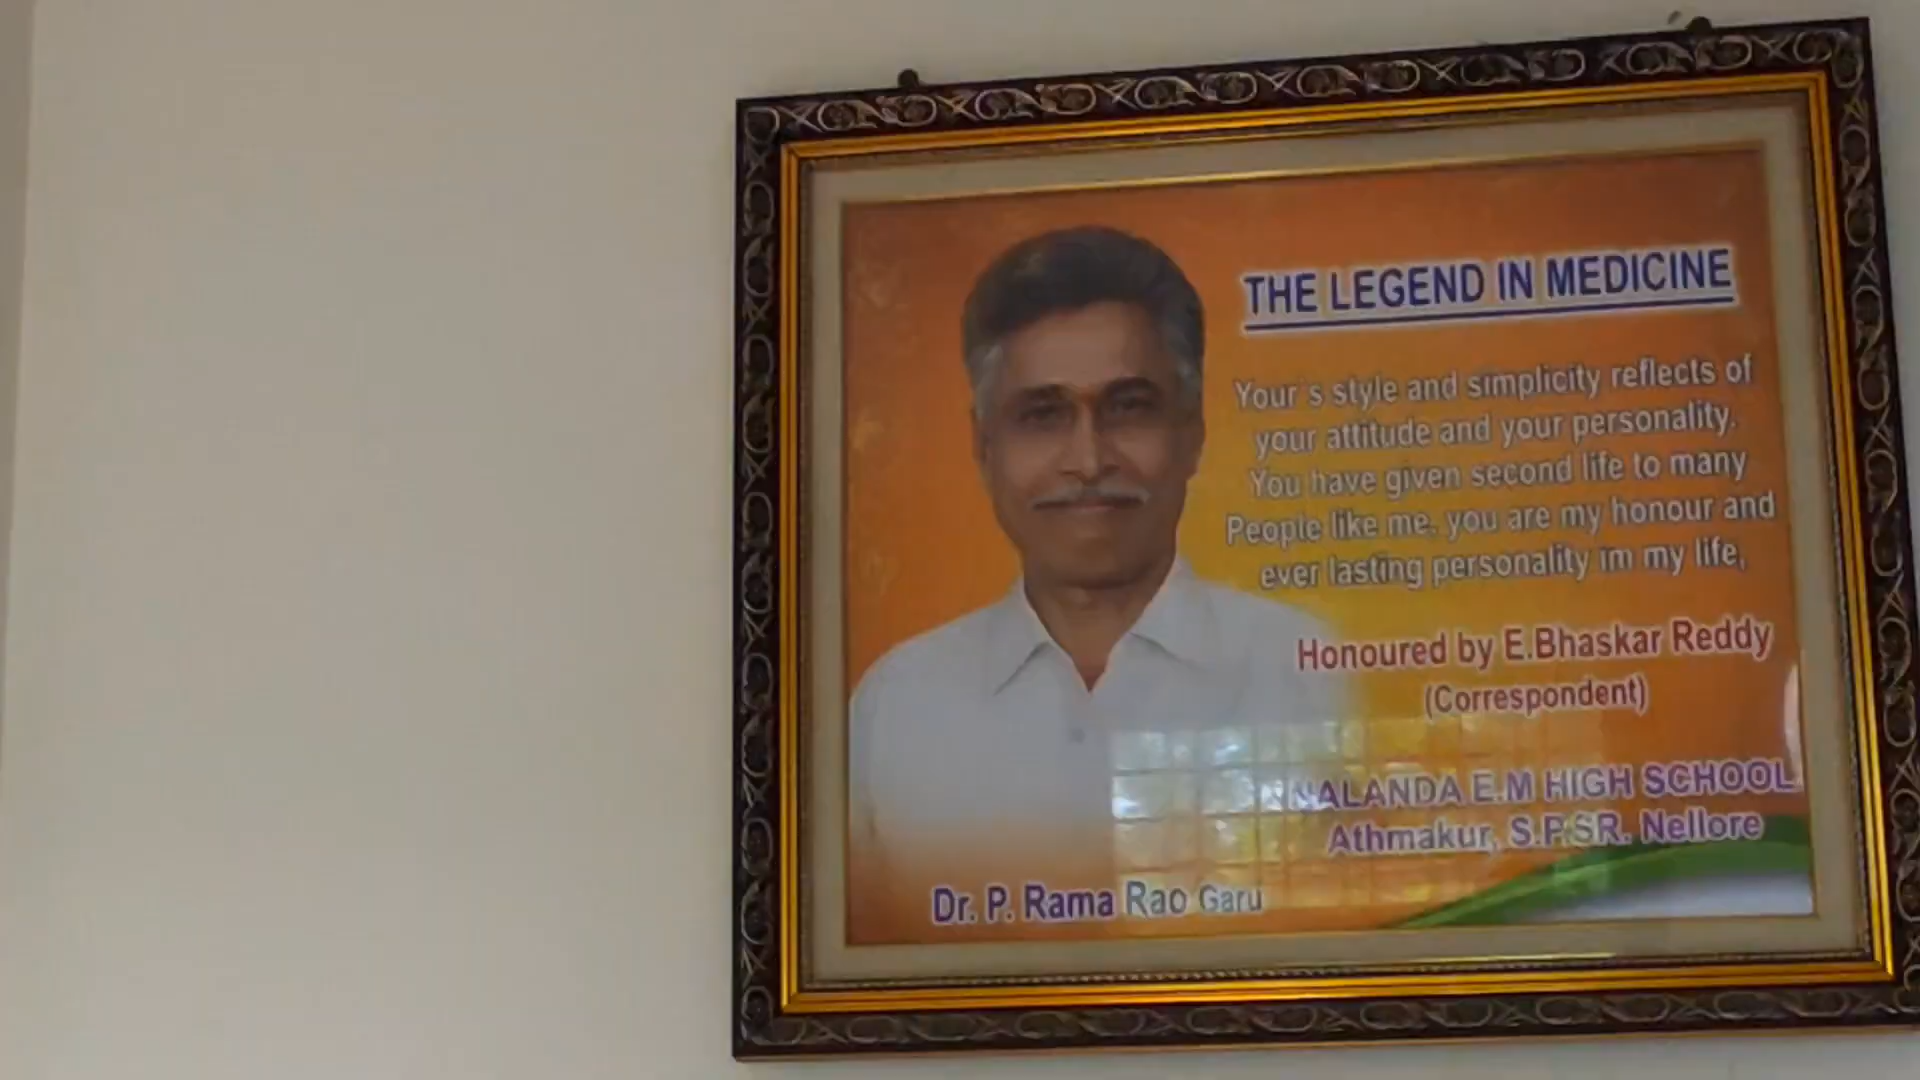 THE LEGEND IN MEDICINE
Your's style and simplicity reflects of
your attitude and your personality.
You have given second life to many
People like me, you are my honour and
ever lasting personality im my life,
Honoured by E.Bhaskar Reddy
(Correspondent)
NALANDA E.M HIGH SCHOOL
Athmakur, S.P.SR. Nellore
Dr. P. Rama Rao Garu